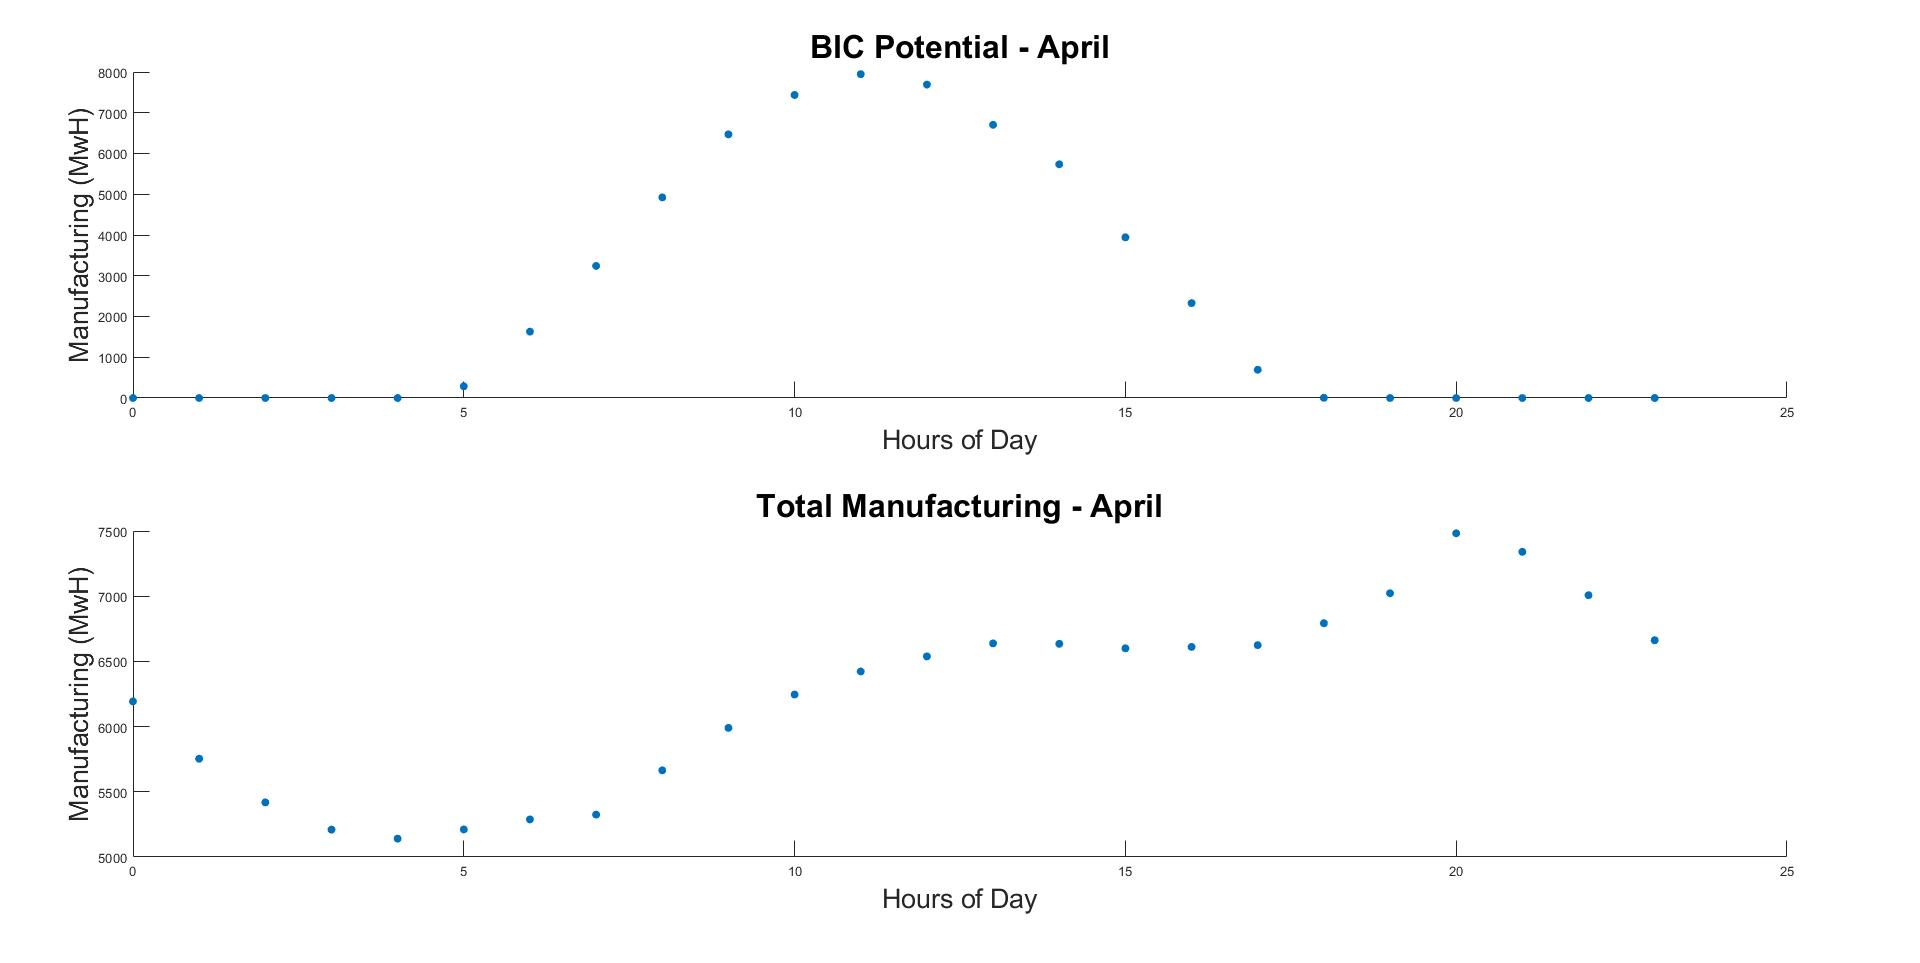 BIC Potential - April
Manufacturing (MwH)
8000
7000
6000
5000
4000
3000
2000
1000
0
0 5 10 15 20 25
Hours of Day
Total Manufacturing - April
Manufacturing (MwH)
7500
7000
6500
6000
5500
5000
0 5 10 15 20 25
Hours of Day